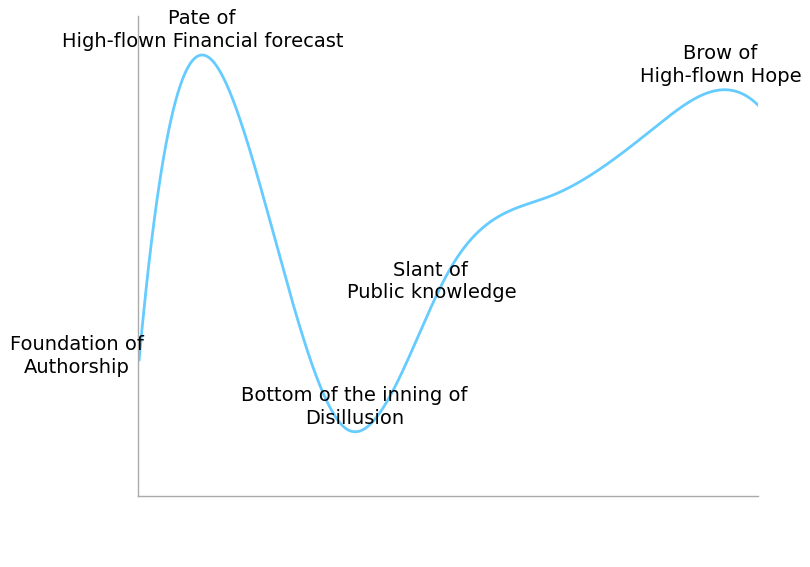 Pate of
High-flown Financial forecast
Brow of
High-flown Hope
Slant of
Public knowledge
Foundation of
Authorship
Bottom of the inning of
Disillusion